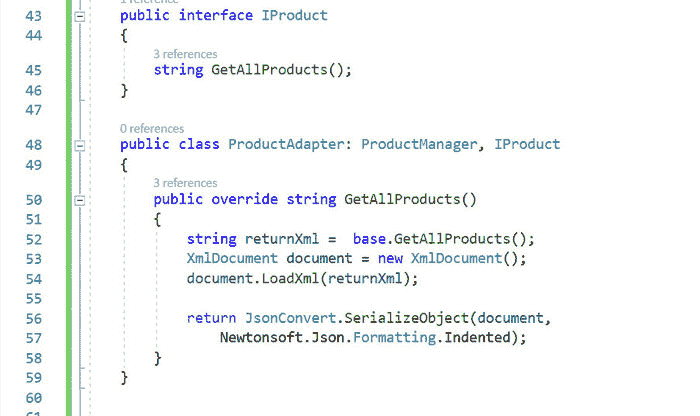 1 reference
43 public interface IProduct
44 {
3 references
45 string GetAllProducts();
46 }
47
0 references
48 public class ProductAdapter: ProductManager, IProduct
49 {
3 references
50 public override string GetAllProducts()
51 {
52 string returnXml =  base.GetAllProducts();
53 XmlDocument document = new XmlDocument();
54 document.LoadXml(returnXml);
55
56 return JsonConvert.SerializeObject(document,
57 Newtonsoft.Json.Formatting.Indented);
58 }
59 }
60